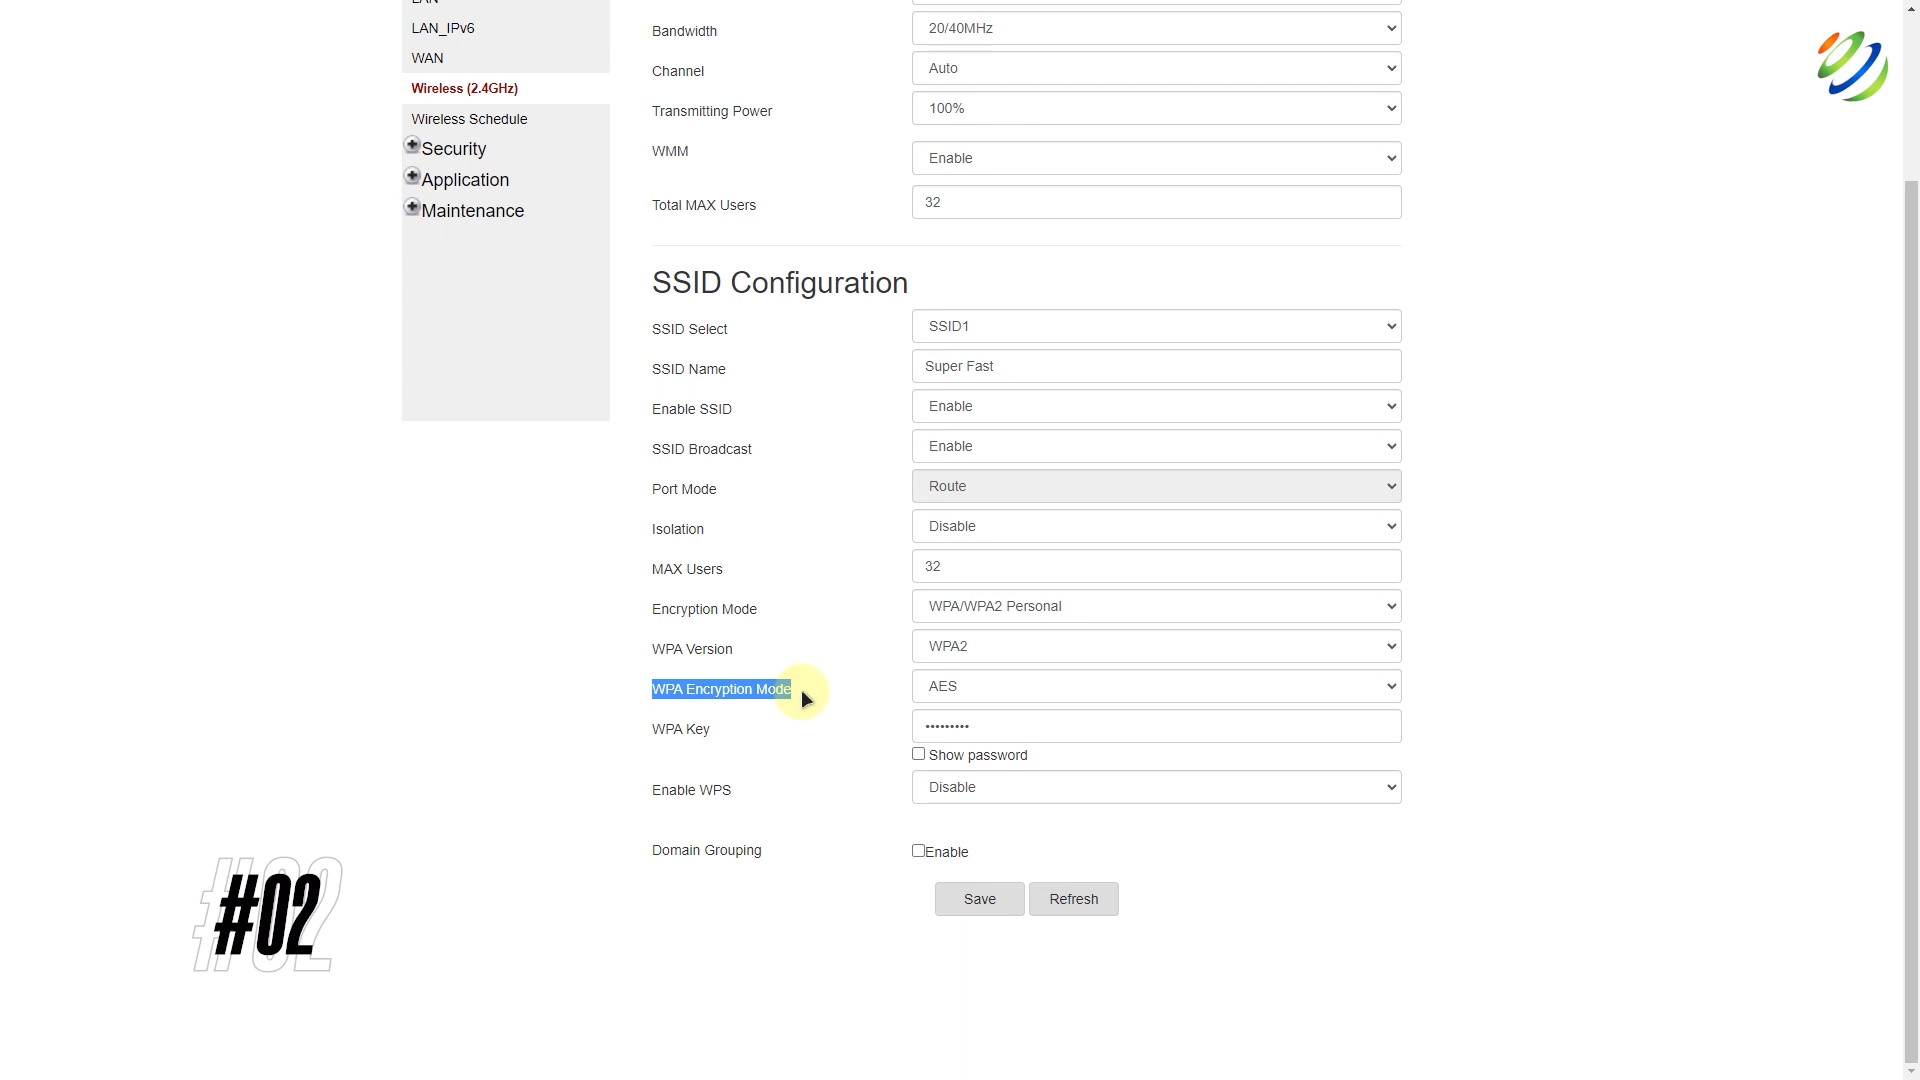 LAN
LAN_IPv6
WAN
Wireless (2.4GHz)
Wireless Schedule
Security
Application
Maintenance
Bandwidth 20/40MHz
Channel Auto
Transmitting Power 100%
WMM Enable
Total MAX Users 32
SSID Configuration
SSID Select SSID1
SSID Name Super Fast
Enable SSID Enable
SSID Broadcast Enable
Port Mode Route
Isolation Disable
MAX Users 32
Encryption Mode WPA/WPA2 Personal
WPA Version WPA2
WPA Encryption Mode AES
WPA Key •••••••••
Show password
Enable WPS Disable
Domain Grouping Enable
Save Refresh
#02